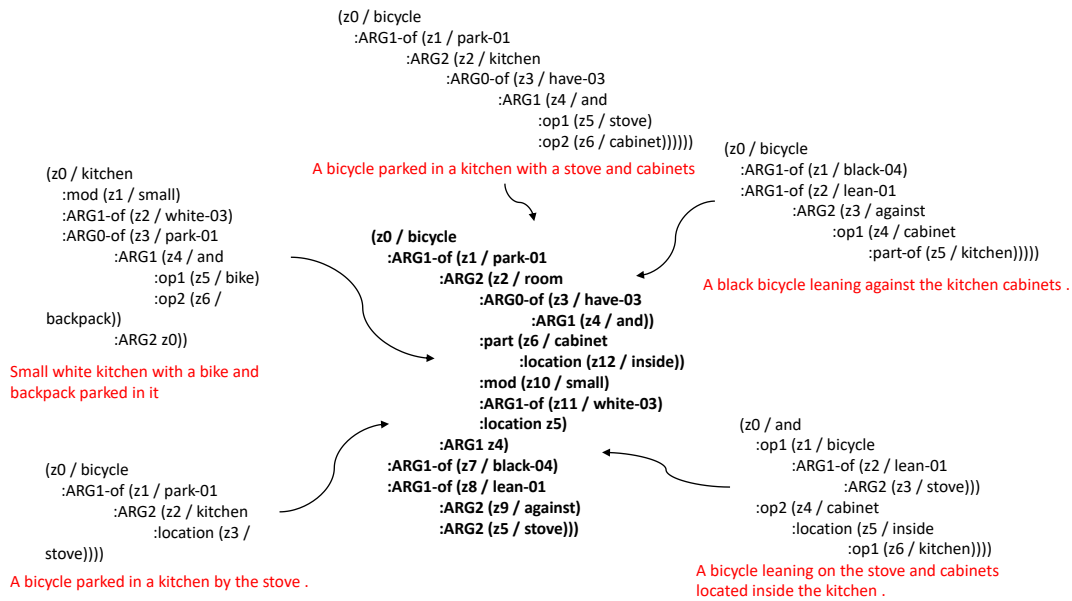 (z0 / bicycle
:ARG1-of (z1 / park-01
:ARG2 (z2 / kitchen
:ARG0-of (z3 / have-03
:ARG1 (z4 / and
:op1 (z5 / stove)
:op2 (z6 / cabinet))))))
A bicycle parked in a kitchen with a stove and cabinets
(z0 / kitchen
:mod (z1 / small)
:ARG1-of (z2 / white-03)
:ARG0-of (z3 / park-01
:ARG1 (z4 / and
:op1 (z5 / bike)
:op2 (z6 /
backpack))
:ARG2 z0))
Small white kitchen with a bike and
backpack parked in it
(z0 / bicycle
:ARG1-of (z1 / black-04)
:ARG1-of (z2 / lean-01
:ARG2 (z3 / against
:op1 (z4 / cabinet
:part-of (z5 / kitchen)))))
A black bicycle leaning against the kitchen cabinets .
(z0 / bicycle
:ARG1-of (z1 / park-01
:ARG2 (z2 / room
:ARG0-of (z3 / have-03
:ARG1 (z4 / and))
:part (z6 / cabinet
:location (z12 / inside))
:mod (z10 / small)
:ARG1-of (z11 / white-03)
:location z5)
:ARG1 z4)
:ARG1-of (z7 / black-04)
:ARG1-of (z8 / lean-01
:ARG2 (z9 / against)
:ARG2 (z5 / stove)))
(z0 / bicycle
:ARG1-of (z1 / park-01
:ARG2 (z2 / kitchen
:location (z3 /
stove))))
A bicycle parked in a kitchen by the stove .
(z0 / and
:op1 (z1 / bicycle
:ARG1-of (z2 / lean-01
:ARG2 (z3 / stove)))
:op2 (z4 / cabinet
:location (z5 / inside
:op1 (z6 / kitchen))))
A bicycle leaning on the stove and cabinets
located inside the kitchen .